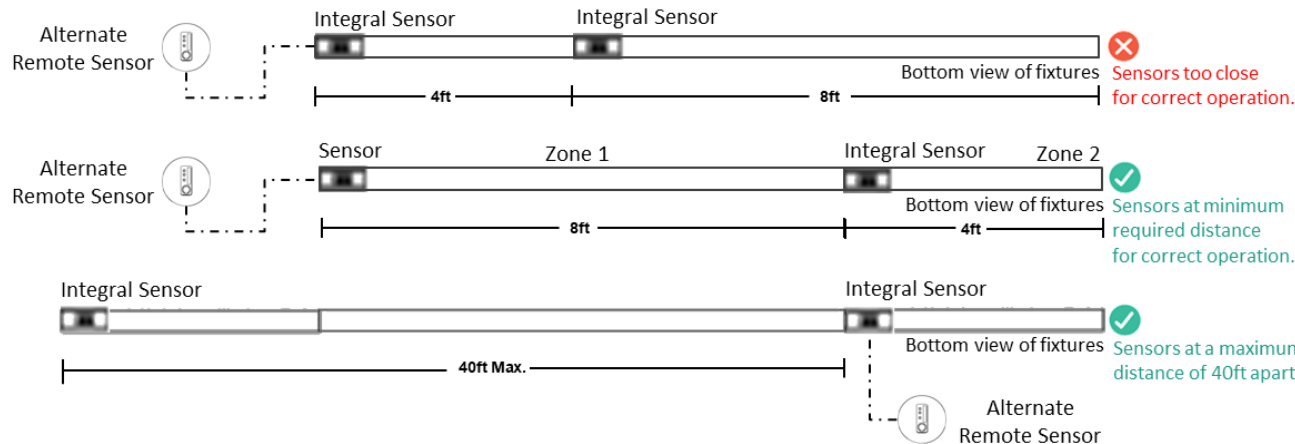 Integral Sensor
Integral Sensor
Alternate
Remote Sensor
Bottom view of fixtures
Sensors too close
for correct operation.
4ft
8ft
Alternate
Remote Sensor
Sensor
Zone 1
Integral Sensor
Zone 2
Bottom view of fixtures
Sensors at minimum
required distance
for correct operation.
8ft
4ft
Integral Sensor
Integral Sensor
Bottom view of fixtures
Sensors at a maximum
distance of 40ft apart
40ft Max.
Alternate
Remote Sensor